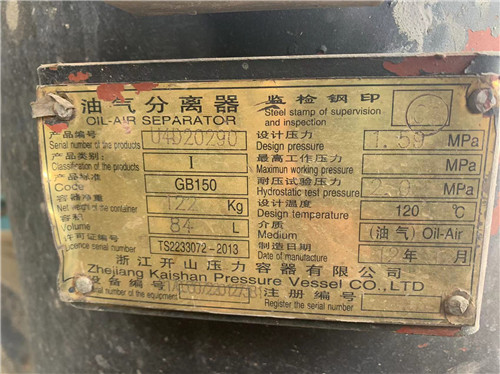 油气分离器
OIL-AIR SEPARATOR
产品编号
Serial number of the products
U4D20290
产品类别:
Classification of the products
I
产品标准
Code
GB150
容器净重
Net weight of the container
122 Kg
容积
Volume
84 L
许可证编号
Licence serial number
TS2233072-2013
监检钢印
Steel stamp of supervision
and inspection
设计压力
Design pressure
1.59 MPa
最高工作压力
Maximun working pressure
MPa
耐压试验压力
Hydrostatic test pressure
MPa
设计温度
Design temperature
120 ℃
介质
Medium
(油气) Oil-Air
制造日期
Date of manufacture
12年 月
浙江开山压力容器有限公司
Zhejiang Kaishan Pressure Vessel CO.,LTD
设备编号
Serial number of the equipment
注册编号
Register the serial number